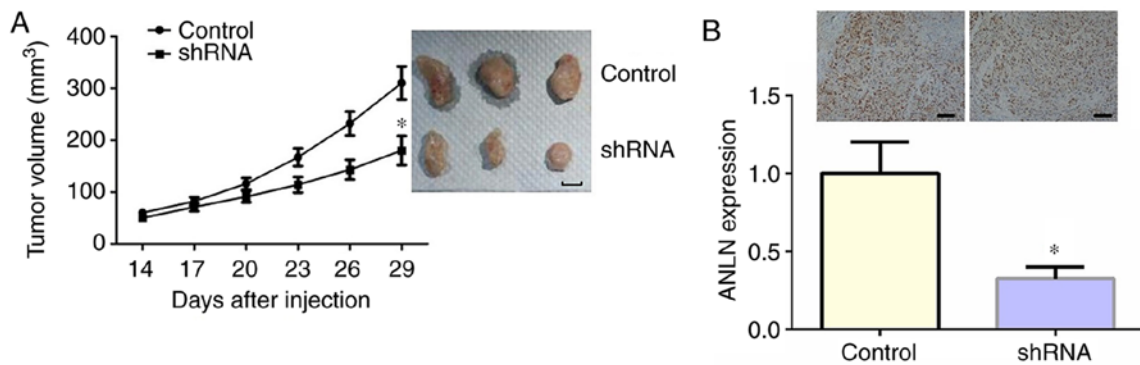 A
Control
shRNA
Tumor volume (mm³)
400
300
200
100
0
*
14 17 20 23 26 29
Days after injection
Control
shRNA
B
ANLN expression
1.5
1.0
0.5
0.0
*
Control shRNA